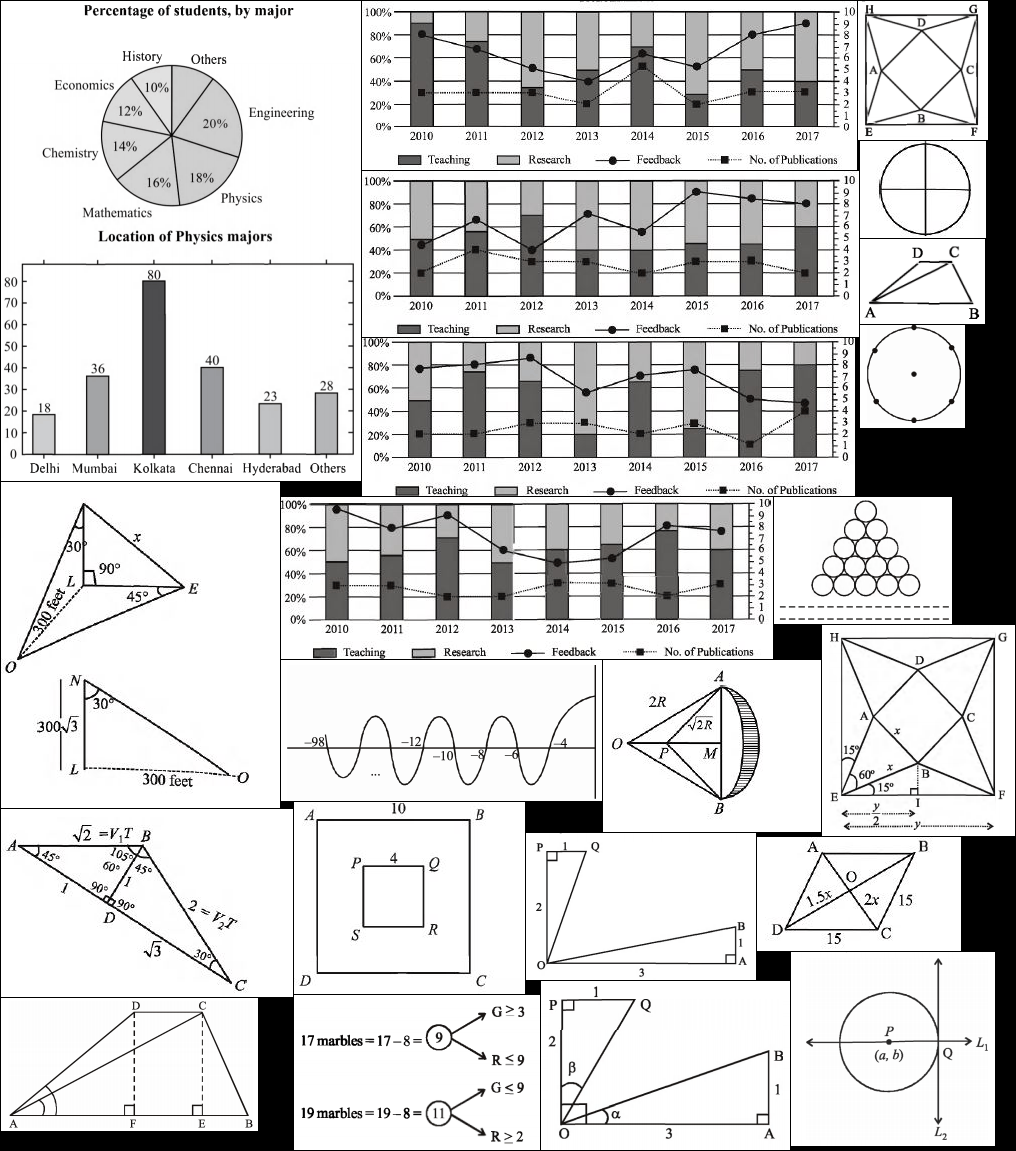 Percentage of students, by major
History
Others
Economics
10%
12%
20%
Engineering
Chemistry
14%
16%
18%
Mathematics
Physics
Location of Physics majors
80
70
60
50
40
30
20
10
0
18
36
80
40
23
28
Delhi Mumbai Kolkata Chennai Hyderabad Others
100%
80%
60%
40%
20%
0%
10
9
8
7
6
5
4
3
2
1
0
2010 2011 2012 2013 2014 2015 2016 2017
Teaching Research Feedback No. of Publications
100%
80%
60%
40%
20%
0%
10
9
8
7
6
5
4
3
2
1
0
2010 2011 2012 2013 2014 2015 2016 2017
Teaching Research Feedback No. of Publications
100%
80%
60%
40%
20%
0%
10
9
8
7
6
5
4
3
2
1
0
2010 2011 2012 2013 2014 2015 2016 2017
Teaching Research Feedback No. of Publications
100%
80%
60%
40%
20%
0%
10
9
8
7
6
5
4
3
2
1
0
2010 2011 2012 2013 2014 2015 2016 2017
Teaching Research Feedback No. of Publications
H G
D
A C
B
E F
D C
A B
30°
x
L 90°
45° E
300 feet
O
N
30°
300√3
L
300 feet O
-98 -12 -10 -8 -6 -4
...
A
2R
√2R
O P M
B
H G
D
A C
x
15°
60° x B
15°
E I F
y
2
y
√2 = V₁T
A B
45° 105°
60° 45°
1
1
90° 90°
D
2 = V₂T
√3
30°
C
10
A B
P 4 Q
S R
D C
P 1 Q
2
B
1
O 3 A
A B
O
1.5x 2x 15
D C
15
D C
A F E B
17 marbles = 17 – 8 = 9
G ≥ 3
R ≤ 9
19 marbles = 19 – 8 = 11
G ≤ 9
R ≥ 2
P 1 Q
2
β
B
1
α
O 3 A
P
(a, b)
Q
L₁
L₂